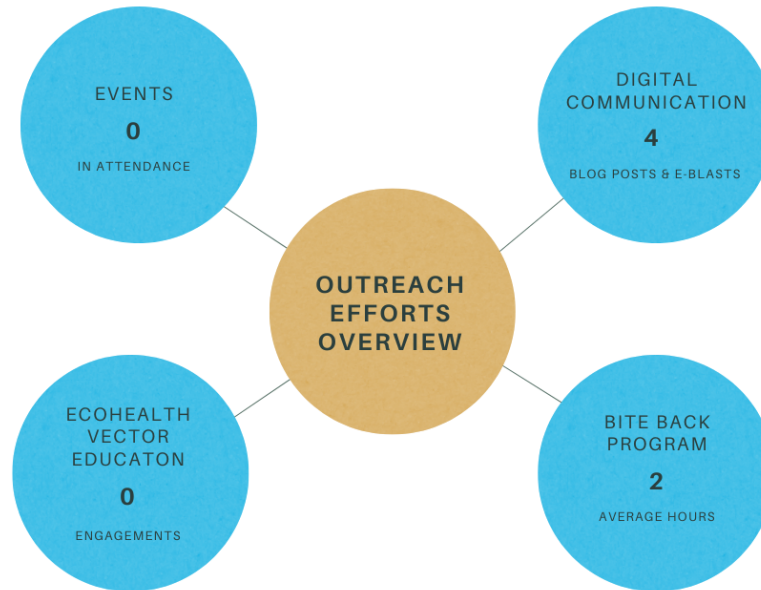 EVENTS
0
IN ATTENDANCE
DIGITAL
COMMUNICATION
4
BLOG POSTS & E-BLASTS
OUTREACH
EFFORTS
OVERVIEW
ECOHEALTH
VECTOR
EDUCATON
0
ENGAGEMENTS
BITE BACK
PROGRAM
2
AVERAGE HOURS